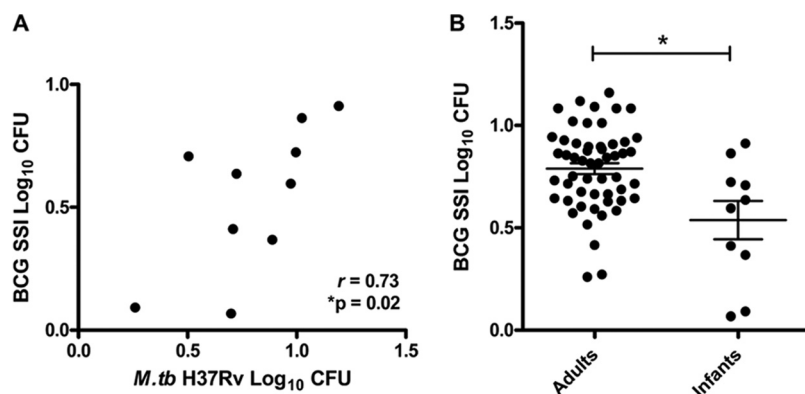 A
BCG SSI Log10 CFU
1.0
0.5
0.0
0.0 0.5 1.0 1.5
r = 0.73
*p = 0.02
M.tb H37Rv Log10 CFU
B
BCG SSI Log10 CFU
1.5
1.0
0.5
0.0
*
Adults
Infants